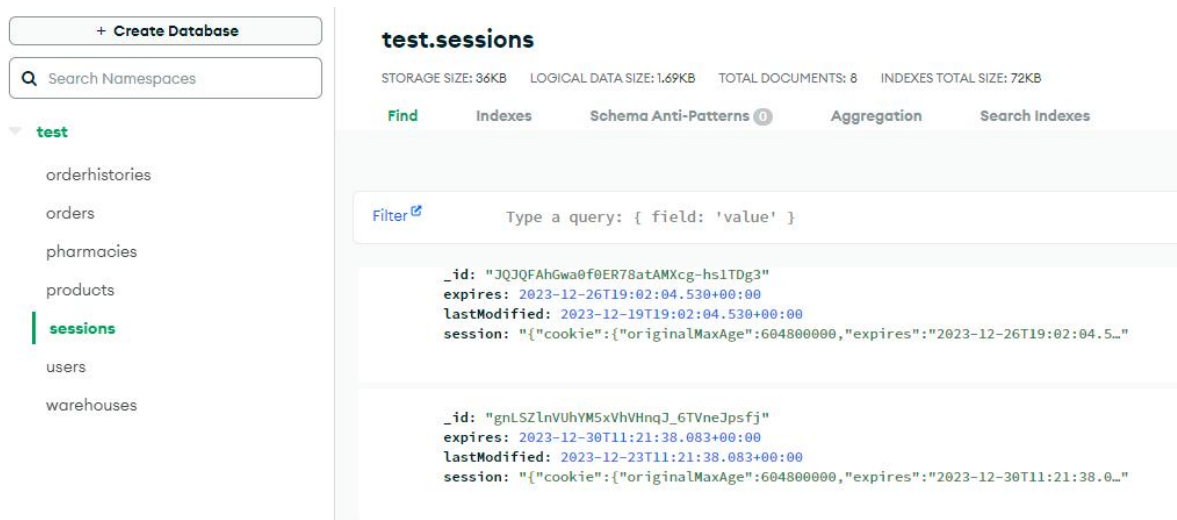 + Create Database
Search Namespaces
test
orderhistories
orders
pharmacies
products
sessions
users
warehouses
test.sessions
STORAGE SIZE: 36KB LOGICAL DATA SIZE: 1.69KB TOTAL DOCUMENTS: 8 INDEXES TOTAL SIZE: 72KB
Find Indexes Schema Anti-Patterns 0 Aggregation Search Indexes
Filter Type a query: { field: 'value' }
_id: "JQJQFAhGwa0f0ER78atAMXcg-hslTDg3"
expires: 2023-12-26T19:02:04.530+00:00
lastModified: 2023-12-19T19:02:04.530+00:00
session: "{"cookie":{"originalMaxAge":604800000,"expires":"2023-12-26T19:02:04.5…"
_id: "gnLSZlnVUhYM5xVhVHnqJ_6TVneJpsfj"
expires: 2023-12-30T11:21:38.083+00:00
lastModified: 2023-12-23T11:21:38.083+00:00
session: "{"cookie":{"originalMaxAge":604800000,"expires":"2023-12-30T11:21:38.0…"